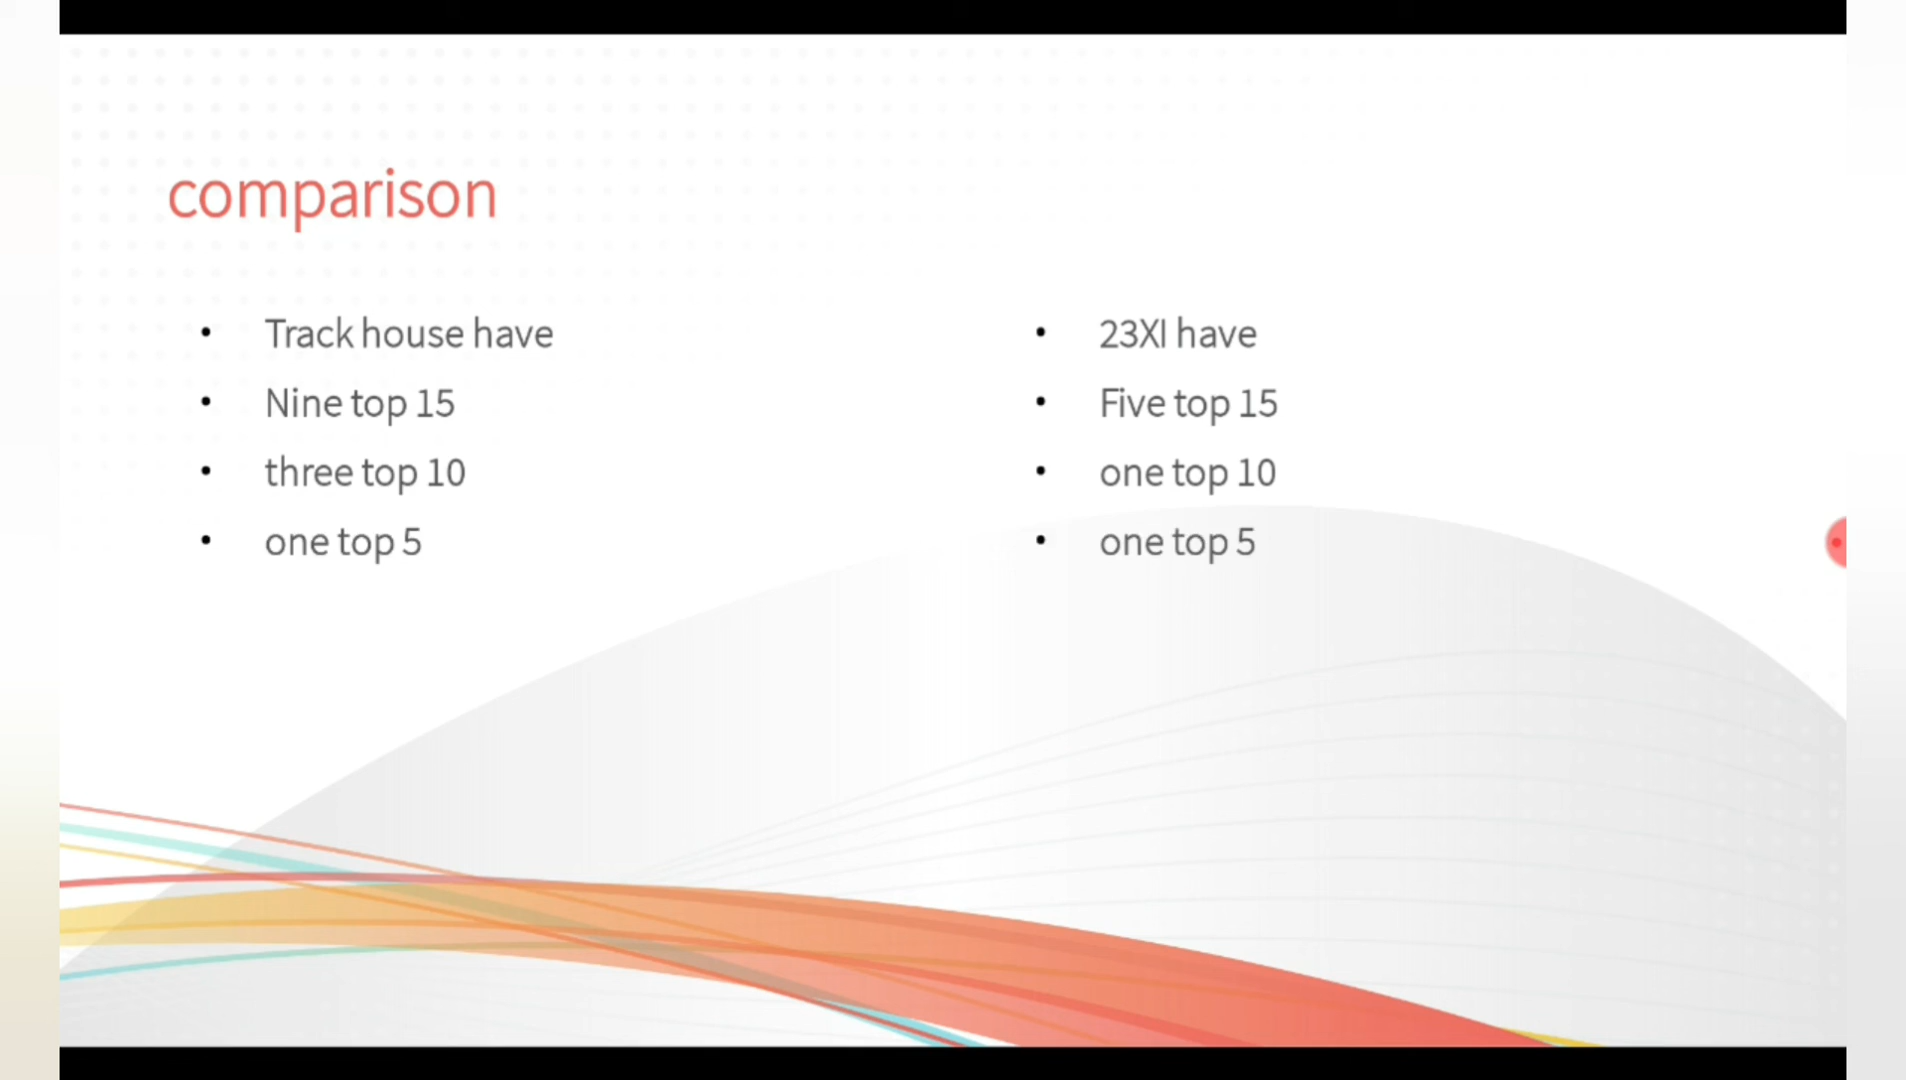 comparison
• Track house have
• Nine top 15
• three top 10
• one top 5
• 23XI have
• Five top 15
• one top 10
• one top 5